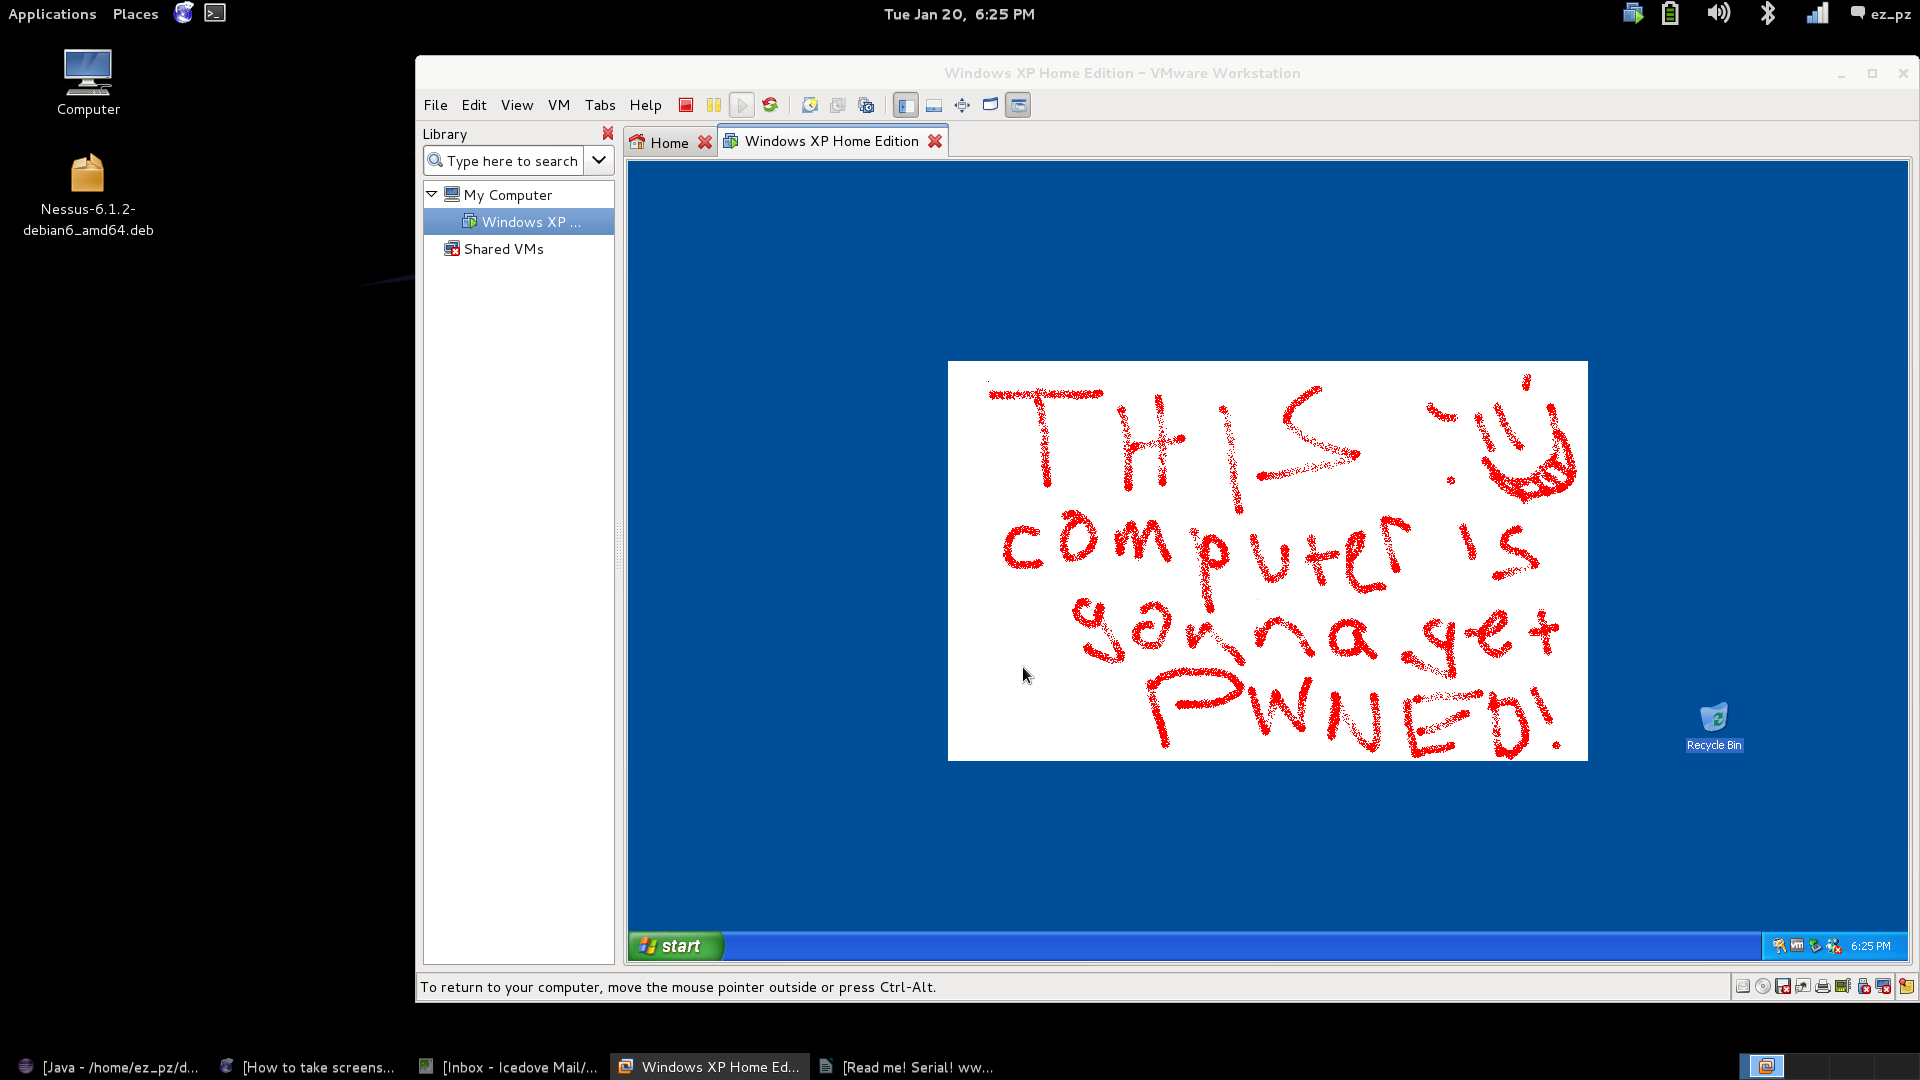 Applications Places Tue Jan 20, 6:25 PM ez_pz
Computer
Nessus-6.1.2-
debian6_amd64.deb
Windows XP Home Edition - VMware Workstation
File Edit View VM Tabs Help
Library
Home Windows XP Home Edition
Type here to search
My Computer
Windows XP ...
Shared VMs
THIS
computer is
gonna get
PWNED!
Recycle Bin
start 6:25 PM
To return to your computer, move the mouse pointer outside or press Ctrl-Alt.
[Java - /home/ez_pz/d... [How to take screens... [Inbox - Icedove Mail/... Windows XP Home Ed... [Read me! Serial! ww...